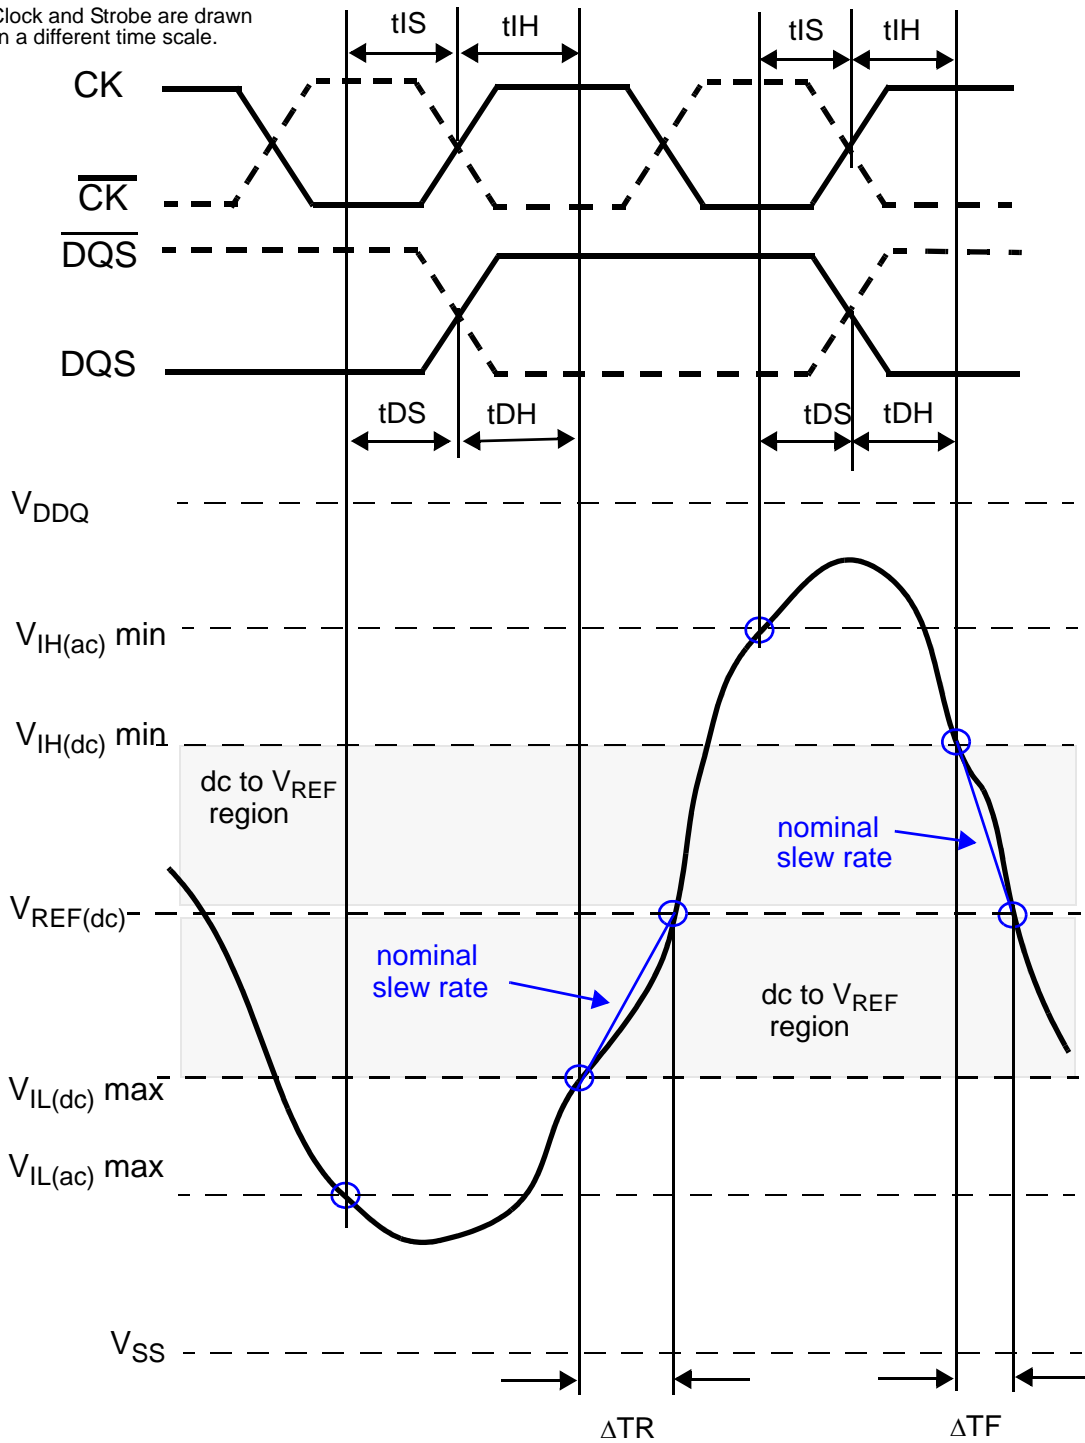 Clock and Strobe are drawn
n a different time scale.
tIS
tIH
tIS
tIH
CK
CK
DQS
DQS
tDS
tDH
tDS
tDH
VDDQ
VIH(ac) min
VIH(dc) min
dc to VREF
region
nominal
slew rate
VREF(dc)
nominal
slew rate
dc to VREF
region
VIL(dc) max
VIL(ac) max
VSS
ΔTR
ΔTF